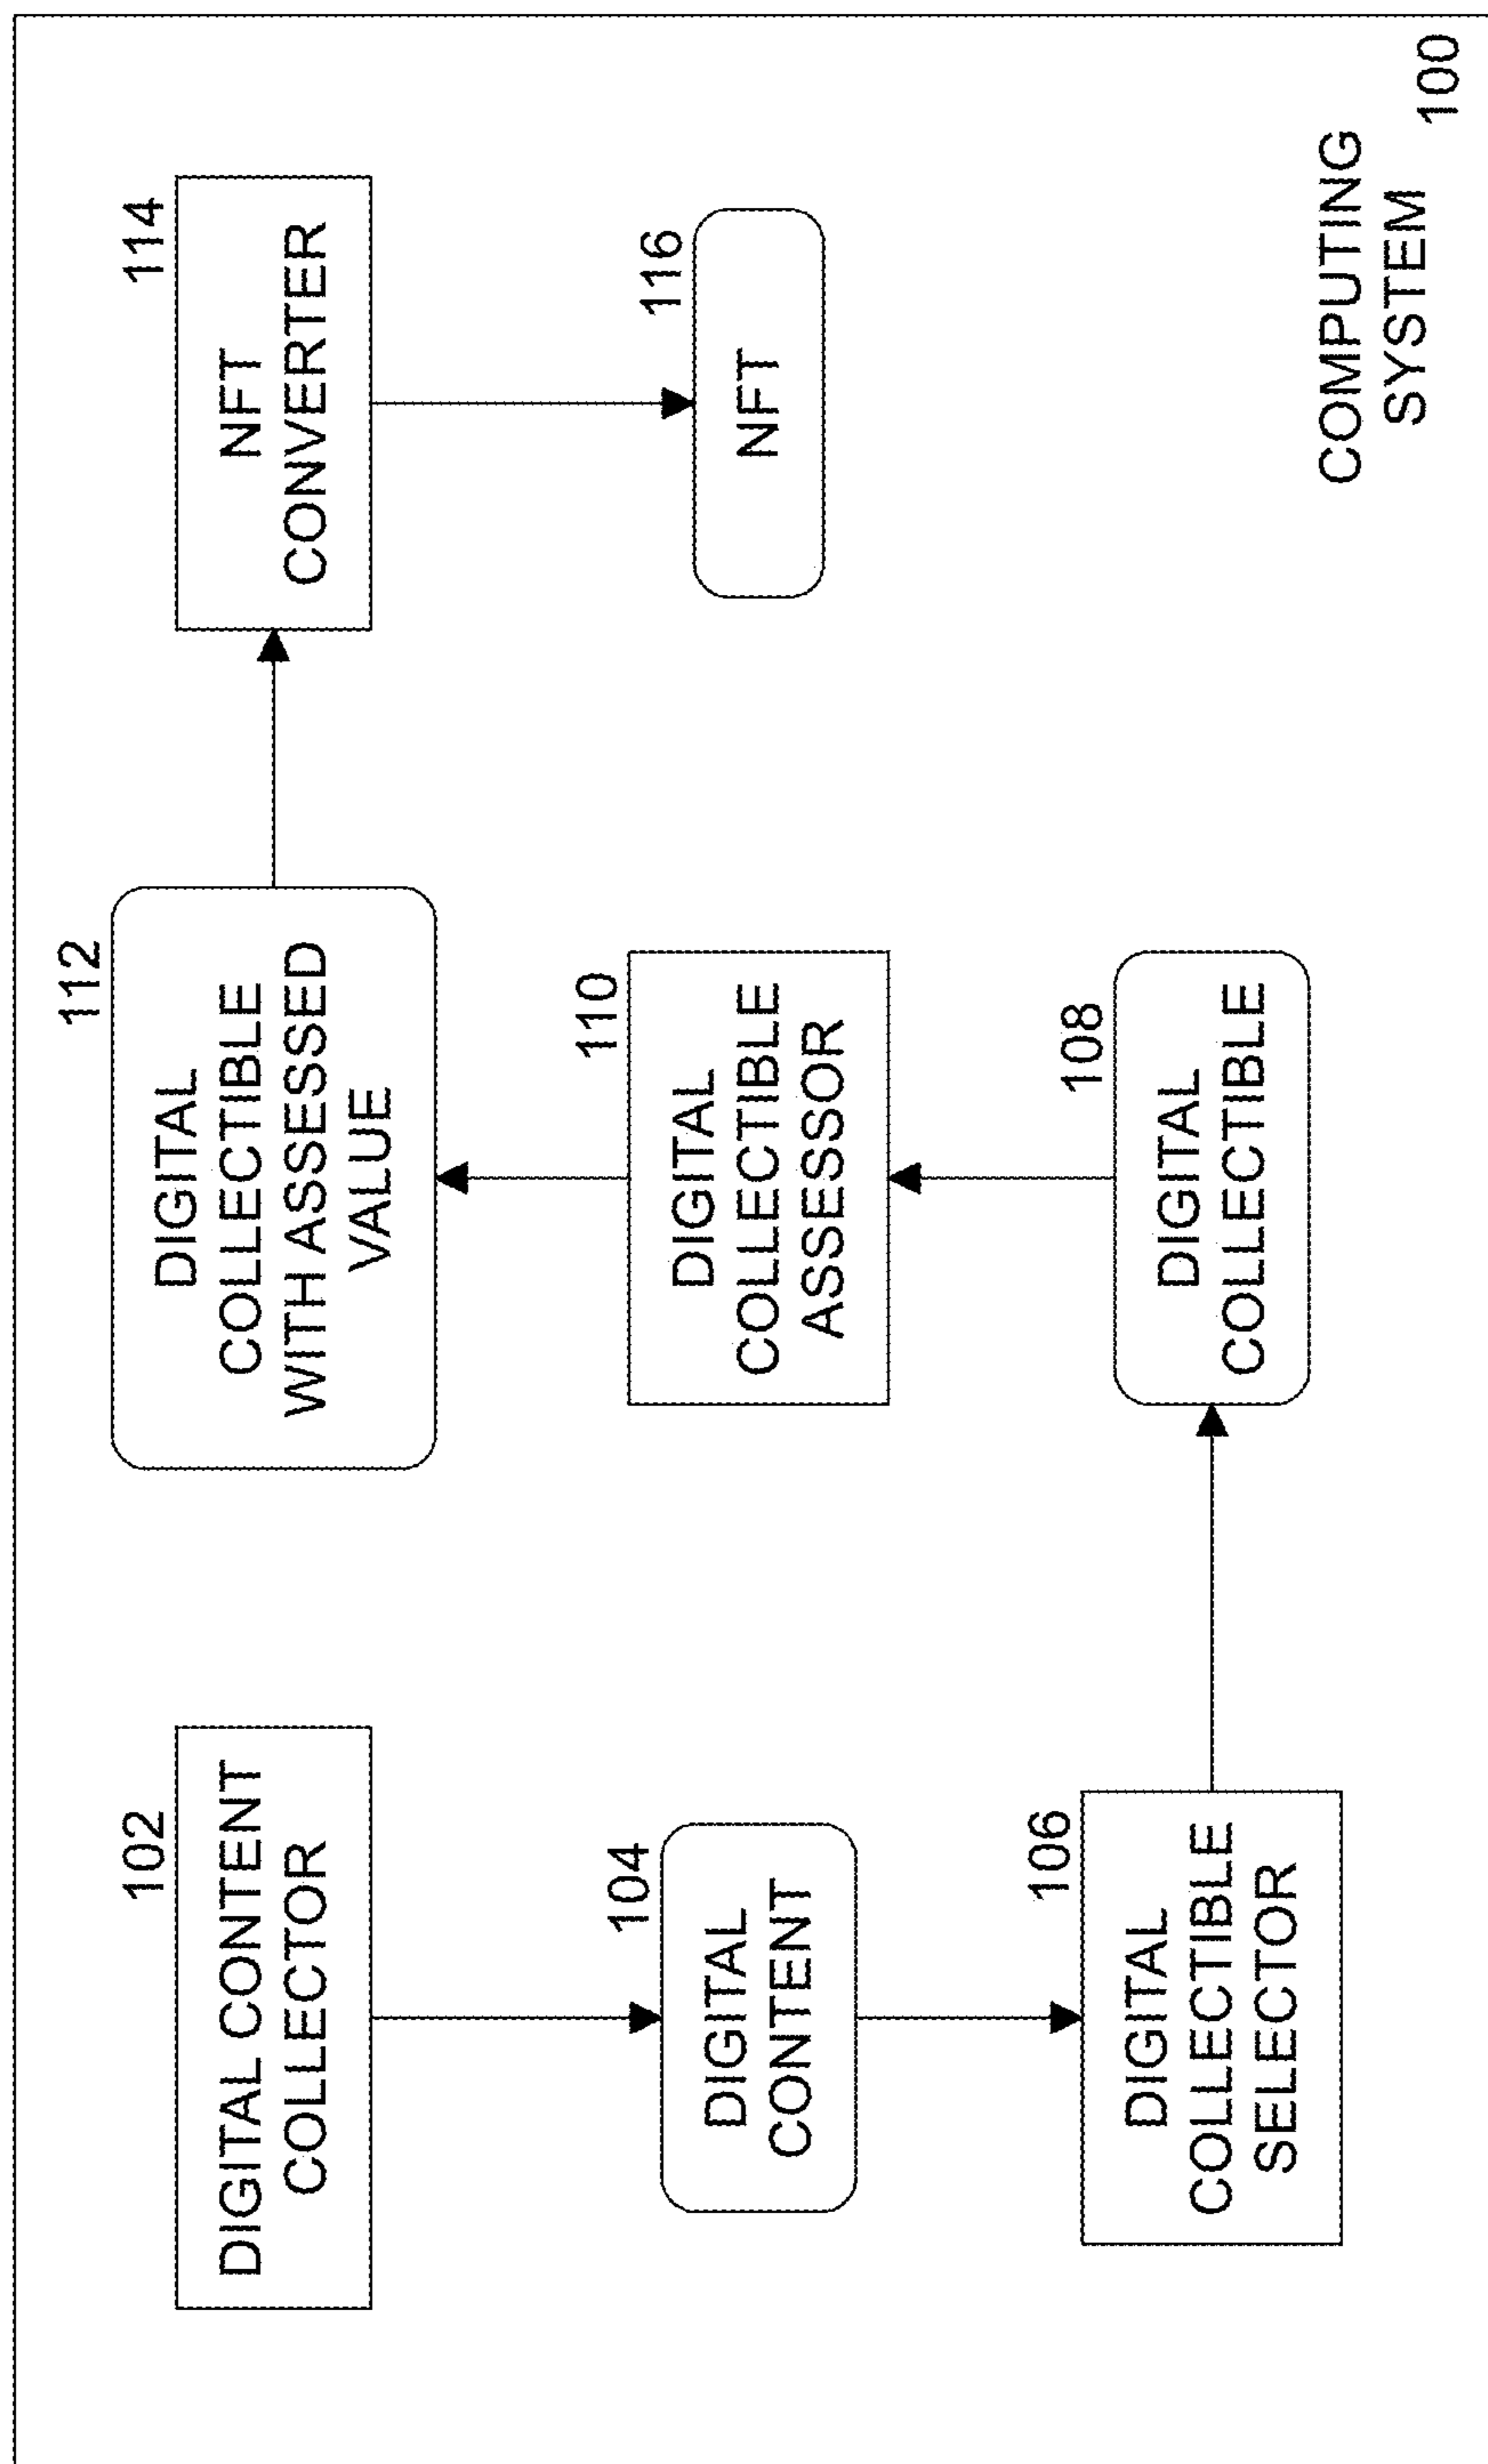 102
DIGITAL CONTENT
COLLECTOR
104
DIGITAL
CONTENT
106
DIGITAL
COLLECTIBLE
SELECTOR
108
DIGITAL
COLLECTIBLE
110
DIGITAL
COLLECTIBLE
ASSESSOR
112
DIGITAL
COLLECTIBLE
WITH ASSESSED
VALUE
114
NFT
CONVERTER
116
NFT
COMPUTING
SYSTEM
100